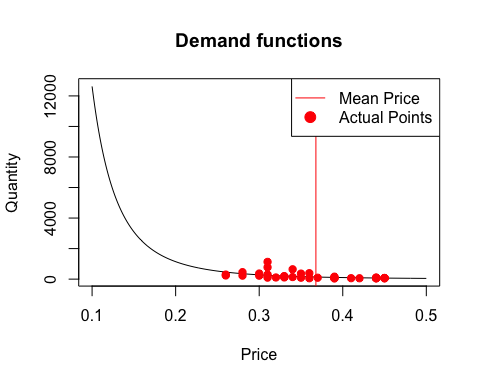 Demand functions
Mean Price
Actual Points
Quantity
12000
8000
4000
0
0.1 0.2 0.3 0.4 0.5
Price